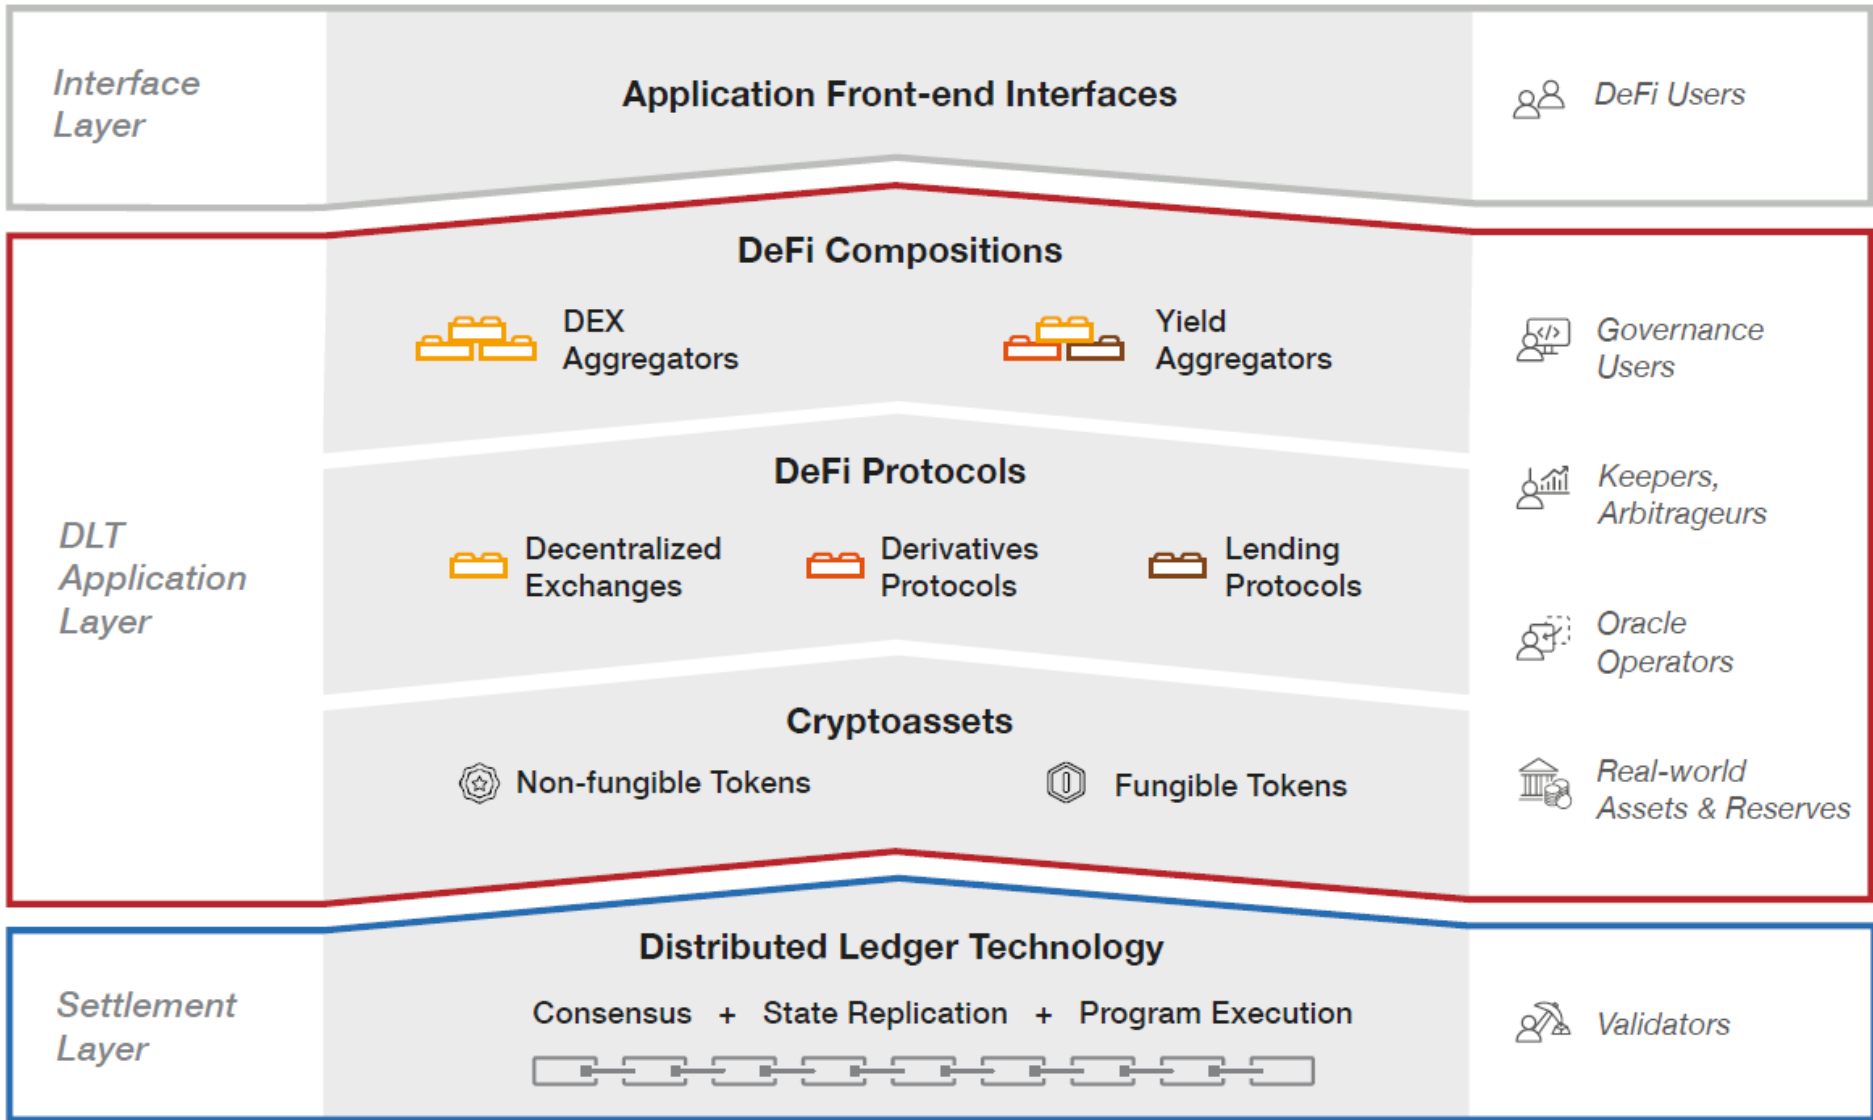 Interface
Layer
Application Front-end Interfaces
DeFi Users
DLT
Application
Layer
DeFi Compositions
DEX
Aggregators
Yield
Aggregators
DeFi Protocols
Decentralized
Exchanges
Derivatives
Protocols
Lending
Protocols
Cryptoassets
Non-fungible Tokens
Fungible Tokens
Governance
Users
Keepers,
Arbitrageurs
Oracle
Operators
Real-world
Assets & Reserves
Settlement
Layer
Distributed Ledger Technology
Consensus + State Replication + Program Execution
Validators